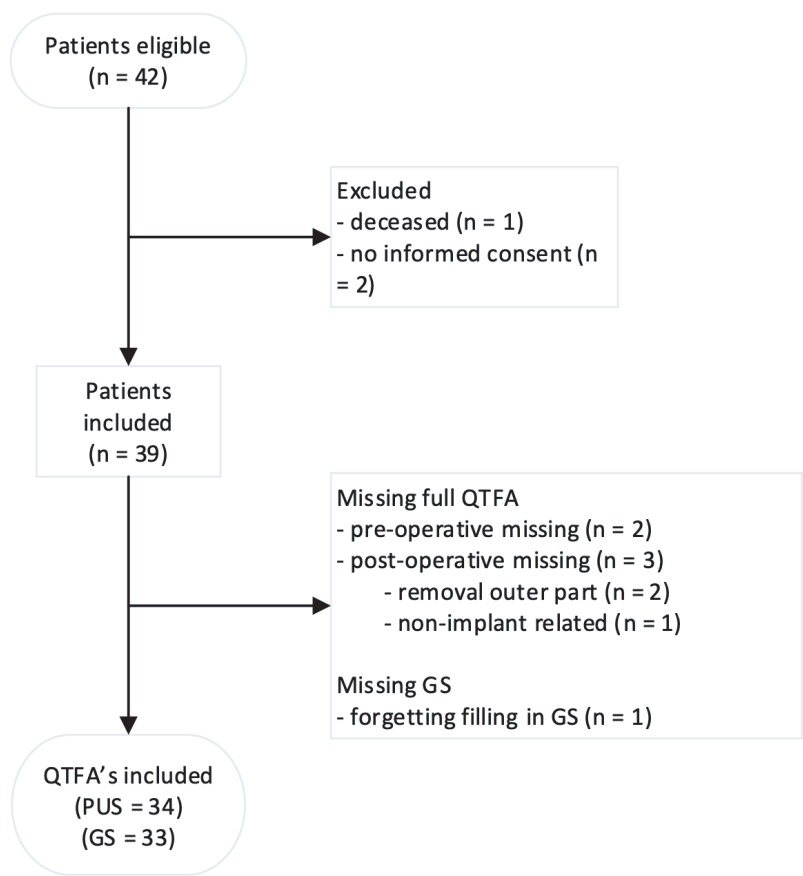 Patients eligible
(n = 42)
Excluded
- deceased (n = 1)
- no informed consent (n
= 2)
Patients
included
(n = 39)
Missing full QTFA
- pre-operative missing (n = 2)
- post-operative missing (n = 3)
- removal outer part (n = 2)
- non-implant related (n = 1)
Missing GS
- forgetting filling in GS (n = 1)
QTFA's included
(PUS = 34)
(GS = 33)